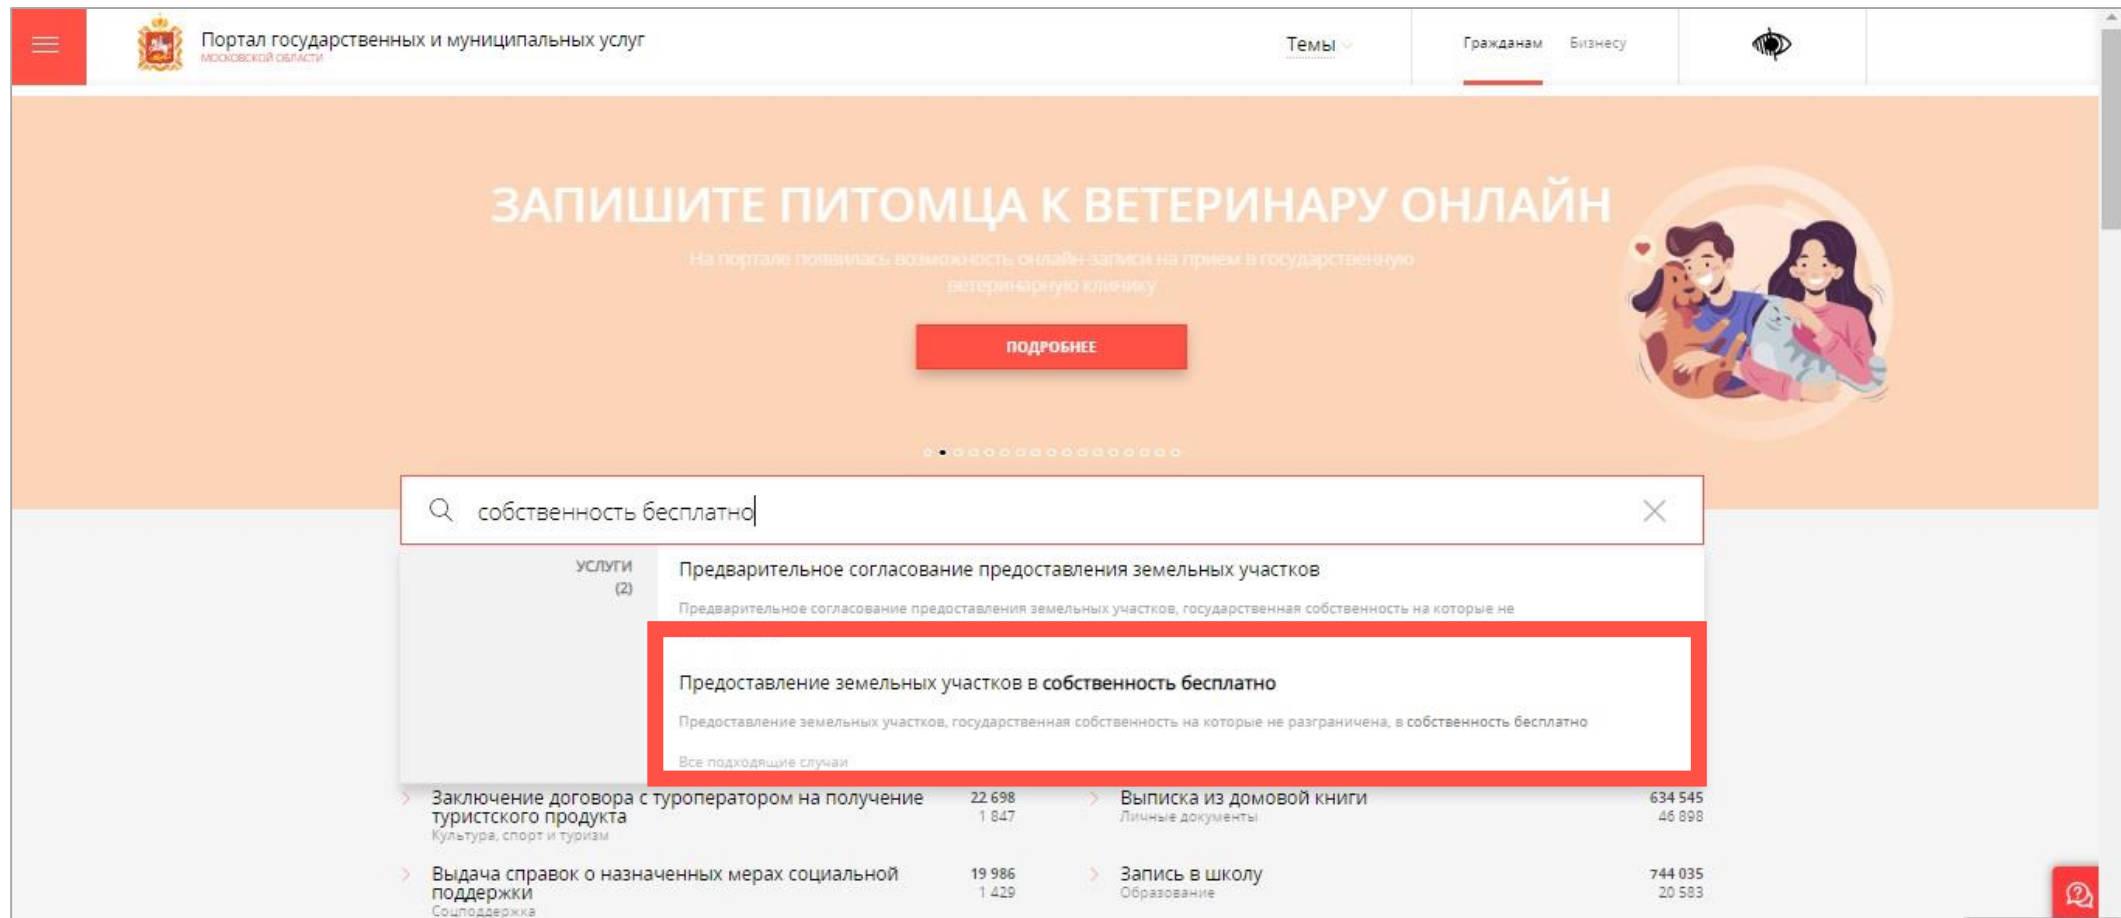 Портал государственных и муниципальных услуг
МОСКОВСКОЙ ОБЛАСТИ
Темы
Гражданам
Бизнесу
ЗАПИШИТЕ ПИТОМЦА К ВЕТЕРИНАРУ ОНЛАЙН
На портале появилась возможность онлайн-записи на прием в государственную
ветеринарную клинику
ПОДРОБНЕЕ
собственность бесплатно
УСЛУГИ
(2)
Предварительное согласование предоставления земельных участков
Предварительное согласование предоставления земельных участков, государственная собственность на которые не
Предоставление земельных участков в собственность бесплатно
Предоставление земельных участков, государственная собственность на которые не разграничена, в собственность бесплатно
Все подходящие случаи
Заключение договора с туроператором на получение
туристского продукта
Культура, спорт и туризм
22 698
1 847
Выписка из домовой книги
Личные документы
634 545
46 898
Выдача справок о назначенных мерах социальной
поддержки
Соцподдержка
19 986
1 429
Запись в школу
Образование
744 035
20 583